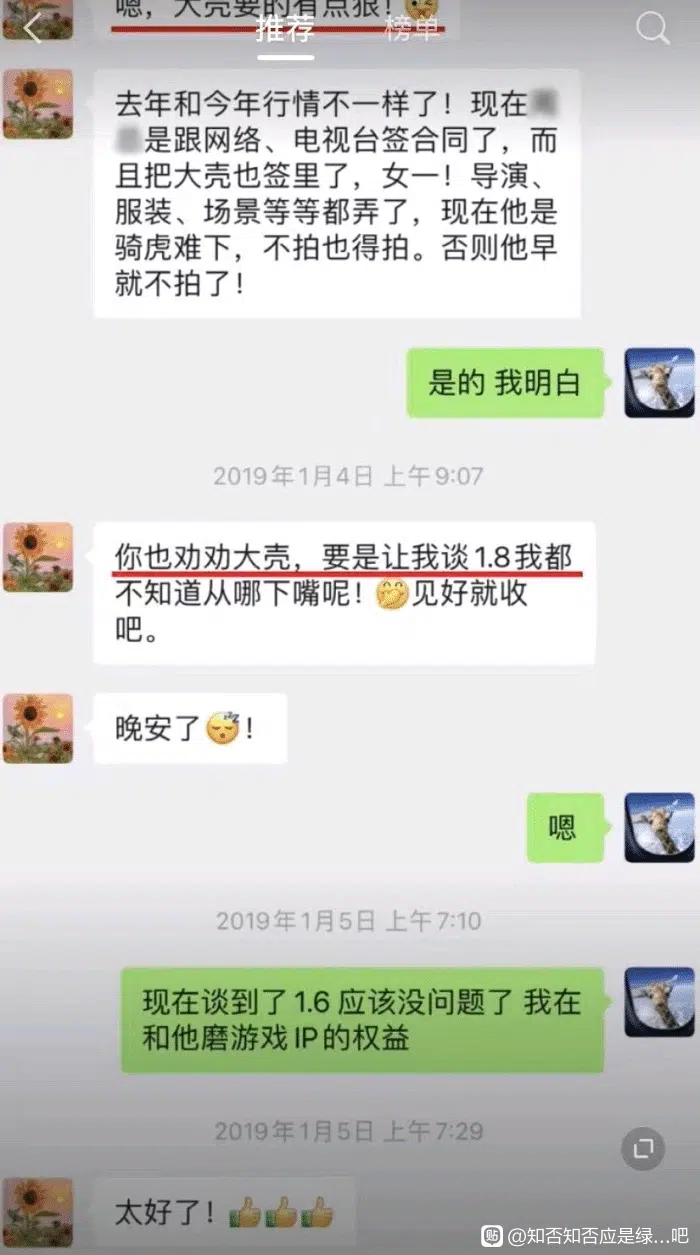 嗯，大壳要的有点狠！
推荐
榜单
去年和今年行情不一样了！现在
是跟网络、电视台签合同了，而
且把大壳也签里了，女一！导演、
服装、场景等等都弄了，现在他是
骑虎难下，不拍也得拍。否则他早
就不拍了！
是的 我明白
2019年1月4日 上午9:07
你也劝劝大壳，要是让我谈1.8我都
不知道从哪下嘴呢！见好就收
吧。
晚安了！
嗯
2019年1月5日 上午7:10
现在谈到了1.6 应该没问题了 我在
和他磨游戏IP的权益
2019年1月5日 上午7:29
太好了！
贴 @知否知否应是绿...吧